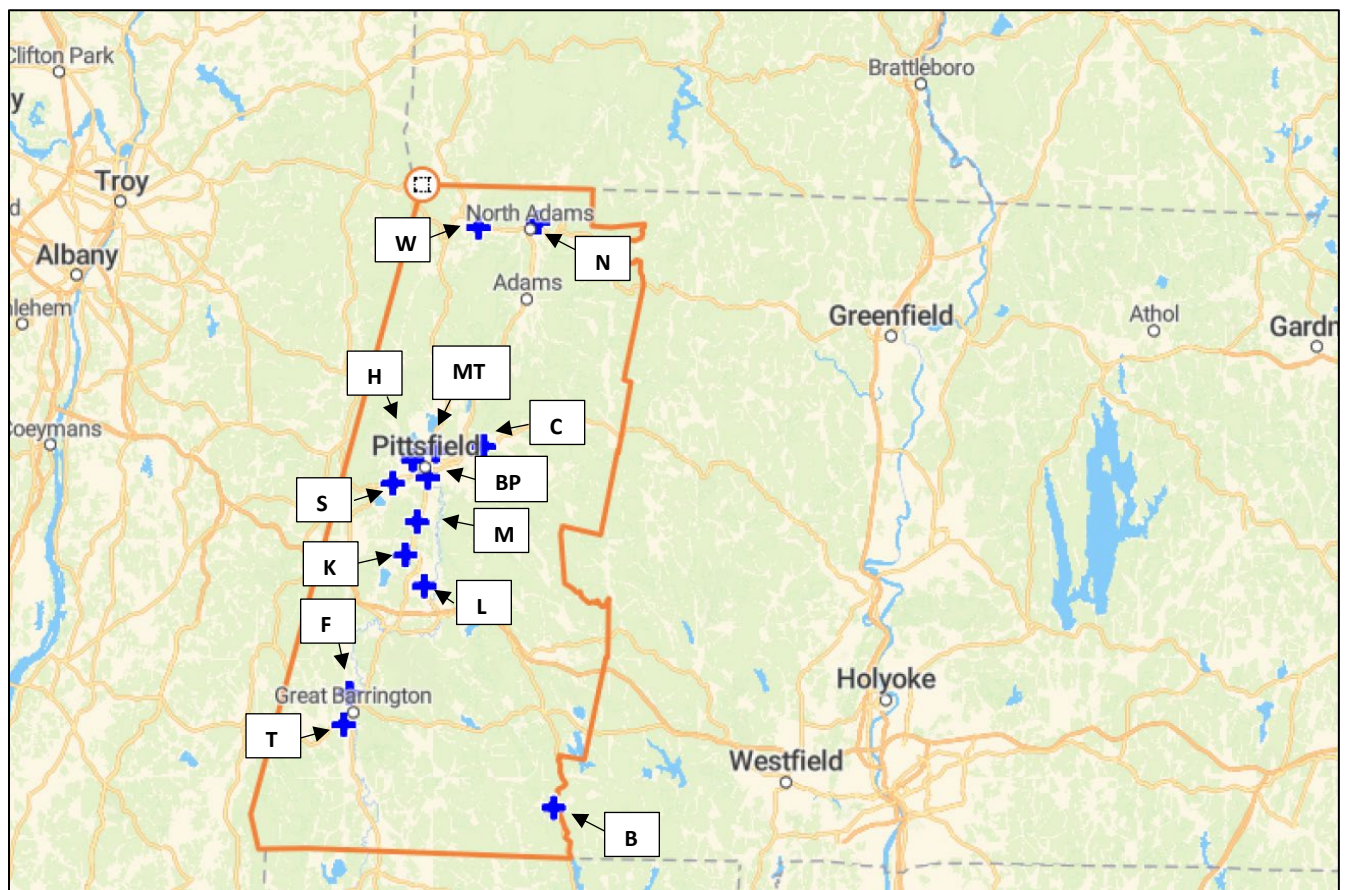 Clifton Park
Brattleboro
y
Troy
d
North Adams
W
N
Albany
Adams
lehem
Greenfield
Athol
Gardn
H
MT
C
Coeymans
Pittsfield
S
BP
M
K
L
F
Great Barrington
T
Holyoke
Westfield
B